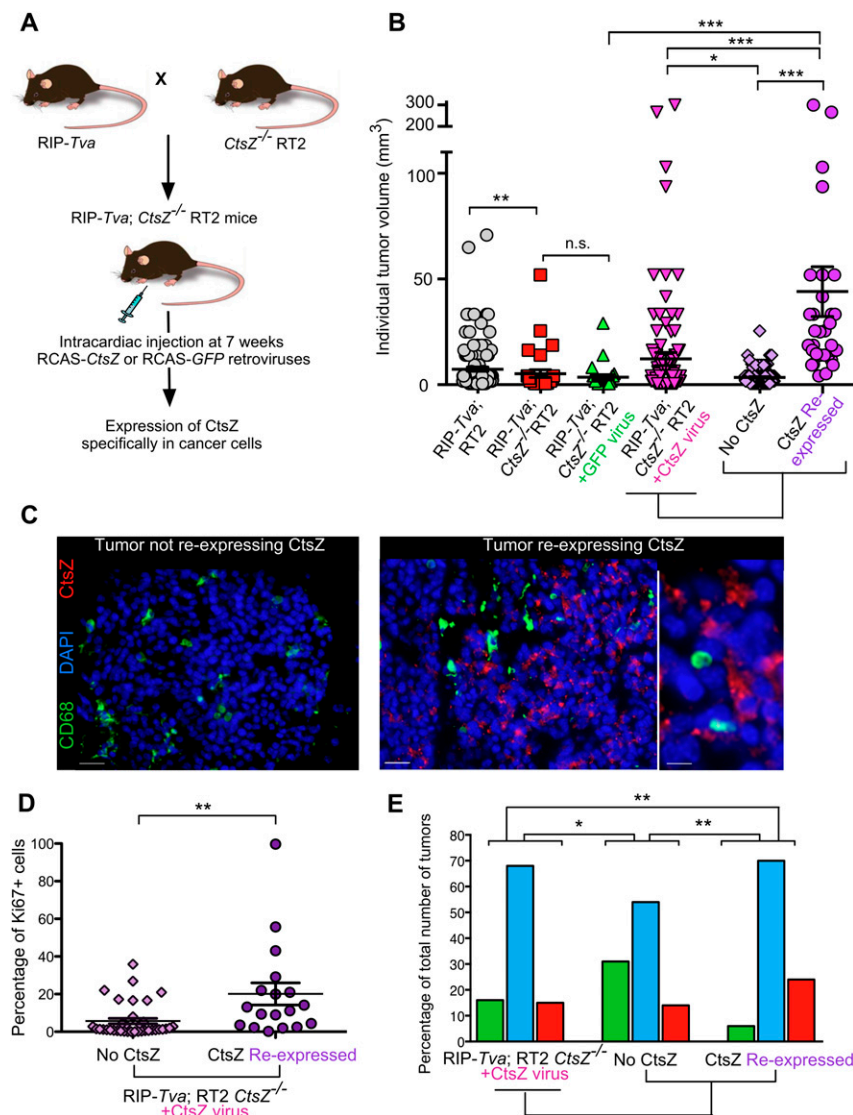 A
X
RIP-Tva
CtsZ-/- RT2
RIP-Tva; CtsZ-/- RT2 mice
Intracardiac injection at 7 weeks
RCAS-CtsZ or RCAS-GFP retroviruses
Expression of CtsZ
specifically in cancer cells
B
***
***
*
***
**
n.s.
Individual tumor volume (mm3)
300
200
100
50
0
RIP-Tva;
RT2
RIP-Tva;
CtsZ-/- RT2
RIP-Tva;
CtsZ-/- RT2
+GFP virus
RIP-Tva;
CtsZ-/- RT2
+CtsZ virus
No CtsZ
CtsZ Re-
expressed
C
Tumor not re-expressing CtsZ
Tumor re-expressing CtsZ
CD68 DAPI CtsZ
D
**
Percentage of Ki67+ cells
100
80
60
40
20
0
No CtsZ
CtsZ Re-expressed
RIP-Tva; RT2 CtsZ-/-
+CtsZ virus
E
**
*
**
Percentage of total number of tumors
80
70
60
50
40
30
20
10
0
RIP-Tva; RT2 CtsZ-/-
+CtsZ virus
No CtsZ
CtsZ Re-expressed